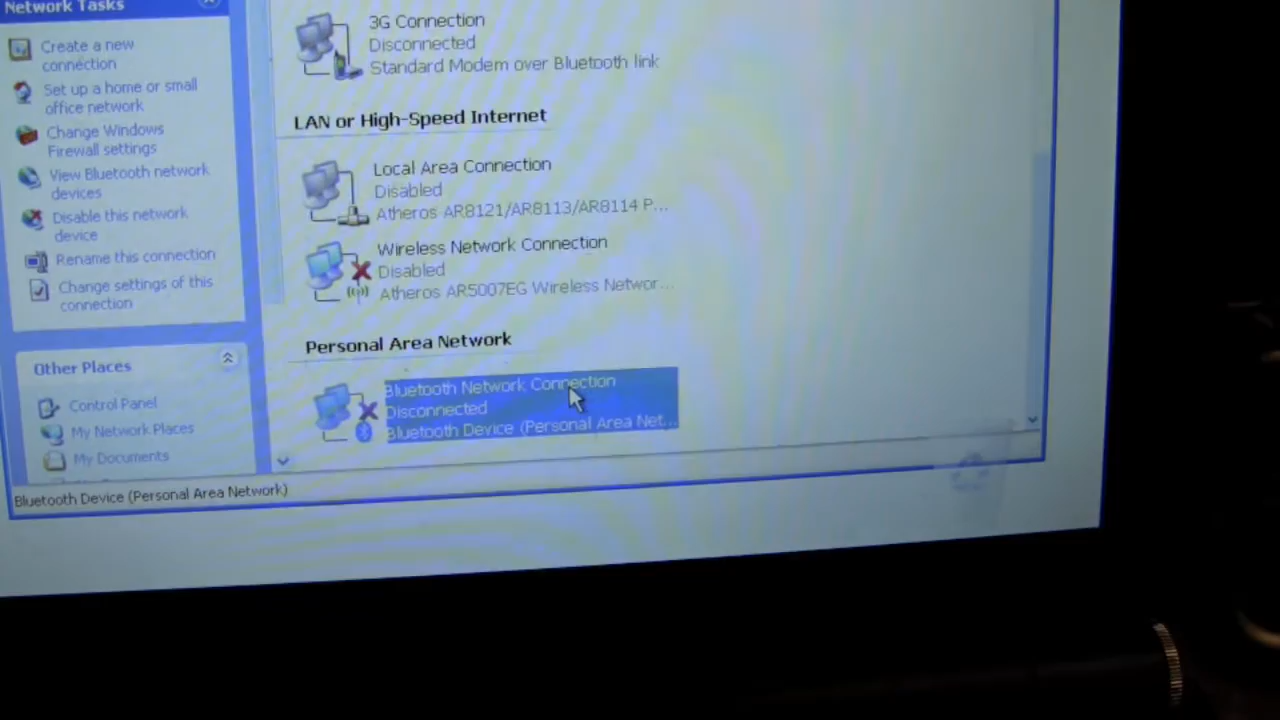 Network Tasks
Create a new
connection
Set up a home or small
office network
Change Windows
Firewall settings
View Bluetooth network
devices
Disable this network
device
Rename this connection
Change settings of this
connection
Other Places
Control Panel
My Network Places
My Documents
3G Connection
Disconnected
Standard Modem over Bluetooth link
LAN or High-Speed Internet
Local Area Connection
Disabled
Atheros AR8121/AR8113/AR8114 P...
Wireless Network Connection
Disabled
Atheros AR5007EG Wireless Networ...
Personal Area Network
Bluetooth Network Connection
Disconnected
Bluetooth Device (Personal Area Net...
Bluetooth Device (Personal Area Network)